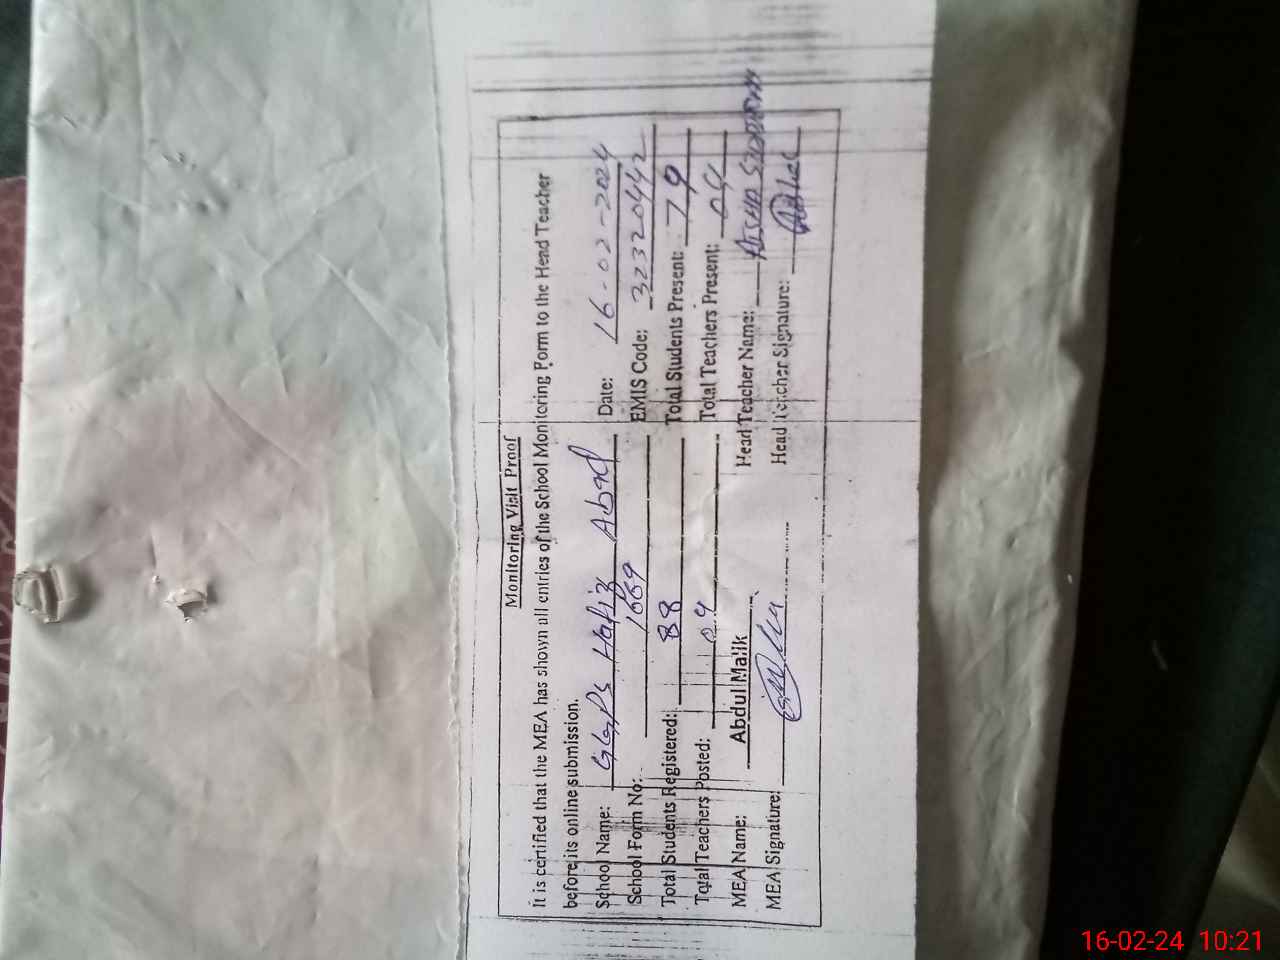 Monitoring Visit Proof
It is certified that the MEA has shown all entries of the School Monitoring Form to the Head Teacher
before its online submission.
School Name: GGPS Hafiz Abad Date: 16-02-2024
School Form No: 1669 EMIS Code: 32320442
Total Students Registered: 88 Total Students Present: 79
Total Teachers Posted: 04 Total Teachers Present: 04
MEA Name: Abdul Malik Head Teacher Name:
MEA Signature: Head Teacher Signature:
16-02-24 10:21